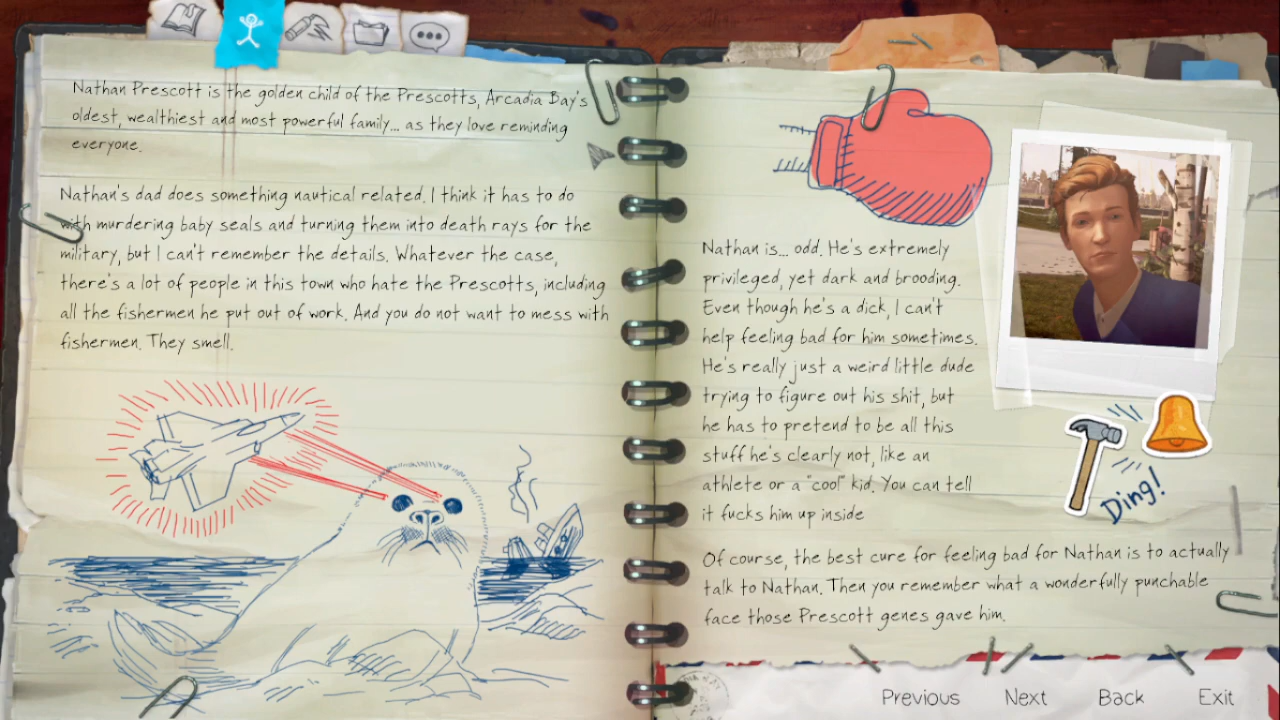 Nathan Prescott is the golden child of the Prescotts, Arcadia Bay's
oldest, wealthiest and most powerful family... as they love reminding
everyone.
Nathan's dad does something nautical related. I think it has to do
with murdering baby seals and turning them into death rays for the
military, but I can't remember the details. Whatever the case,
there's a lot of people in this town who hate the Prescotts, including
all the fishermen he put out of work. And you do not want to mess with
fishermen. They smell.
Nathan is... odd. He's extremely
privileged, yet dark and brooding.
Even though he's a dick, I can't
help feeling bad for him sometimes.
He's really just a weird little dude
trying to figure out his shit, but
he has to pretend to be all this
stuff he's clearly not, like an
athlete or a "cool" kid. You can tell
it fucks him up inside
Ding!
Of course, the best cure for feeling bad for Nathan is to actually
talk to Nathan. Then you remember what a wonderfully punchable
face those Prescott genes gave him.
Previous Next Back Exit